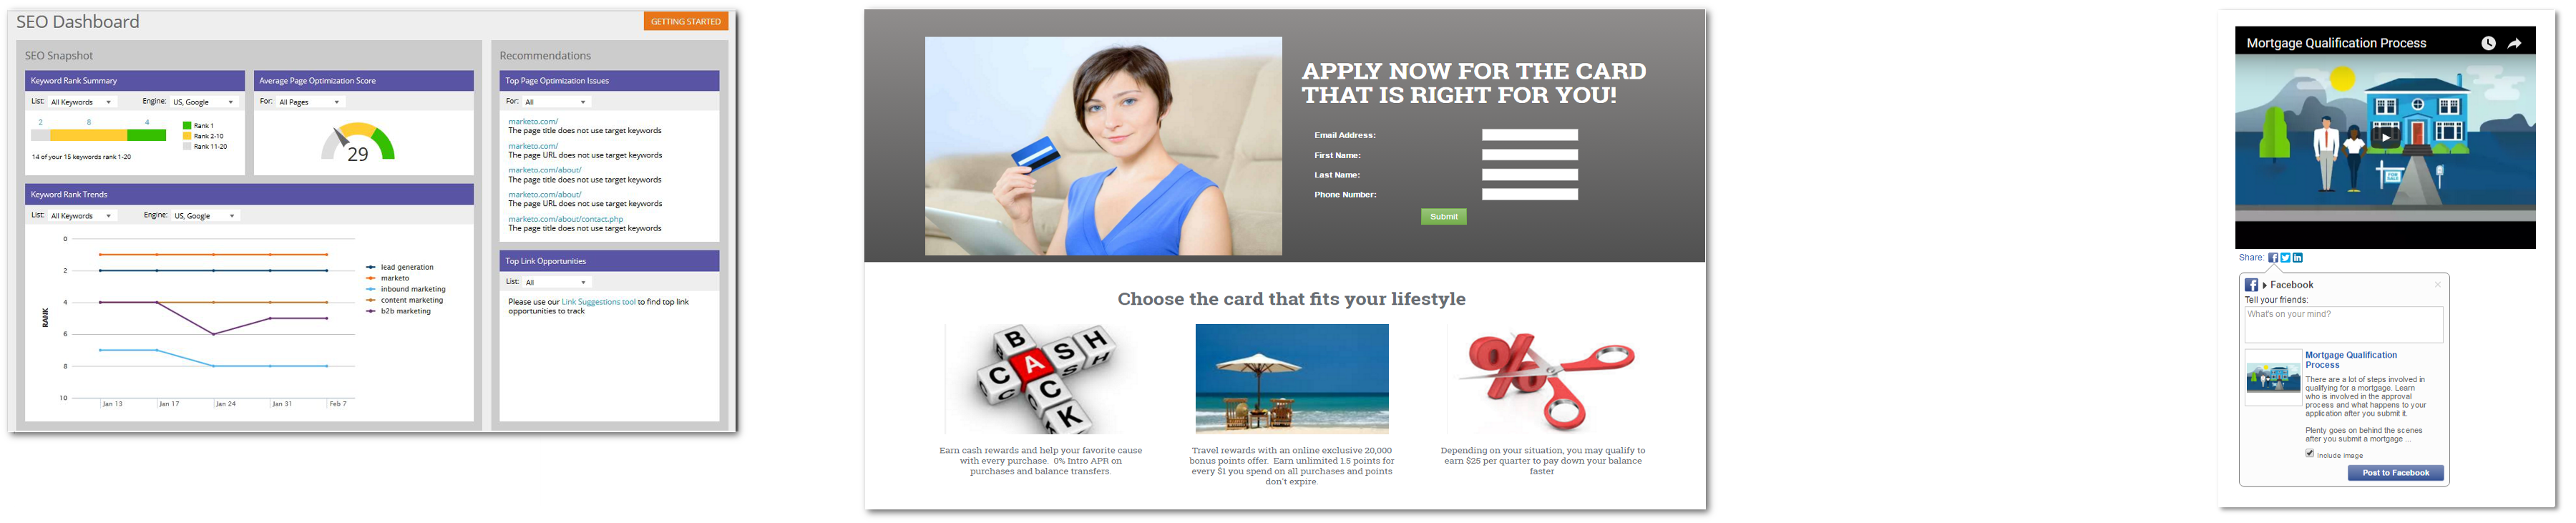 SEO Dashboard
GETTING STARTED
SEO Snapshot
Keyword Rank Summary
List: All Keywords
Engine: US, Google
2 8 4
Rank 1
Rank 2-10
Rank 11-20
14 of your 15 keywords rank 1-20
Average Page Optimization Score
For: All Pages
29
Keyword Rank Trends
List: All Keywords
Engine: US, Google
0
2
4
6
8
10
RANK
Jan 13
Jan 17
Jan 24
Jan 31
Feb 7
lead generation
marketo
inbound marketing
content marketing
b2b marketing
Recommendations
Top Page Optimization Issues
For: All
marketo.com/
The page title does not use target keywords
marketo.com/
The page URL does not use target keywords
marketo.com/about/
The page title does not use target keywords
marketo.com/about/
The page URL does not use target keywords
marketo.com/about/contact.php
The page title does not use target keywords
Top Link Opportunities
List: All
Please use our Link Suggestions tool to find top link
opportunities to track
APPLY NOW FOR THE CARD
THAT IS RIGHT FOR YOU!
Email Address:
First Name:
Last Name:
Phone Number:
Submit
Choose the card that fits your lifestyle
CASH
BACK
%
Earn cash rewards and help your favorite cause
with every purchase. 0% Intro APR on
purchases and balance transfers.
Travel rewards with an online exclusive 20,000
bonus points offer. Earn unlimited 1.5 points for
every $1 you spend on all purchases and points
don't expire.
Depending on your situation, you may qualify to
earn $25 per quarter to pay down your balance
faster
Mortgage Qualification Process
FOR SALE
Share:
Facebook
Tell your friends:
What's on your mind?
Mortgage Qualification
Process
There are a lot of steps involved in
qualifying for a mortgage. Learn
who is involved in the approval
process and what happens to your
application after you submit it.
Plenty goes on behind the scenes
after you submit a mortgage ...
Include image
Post to Facebook